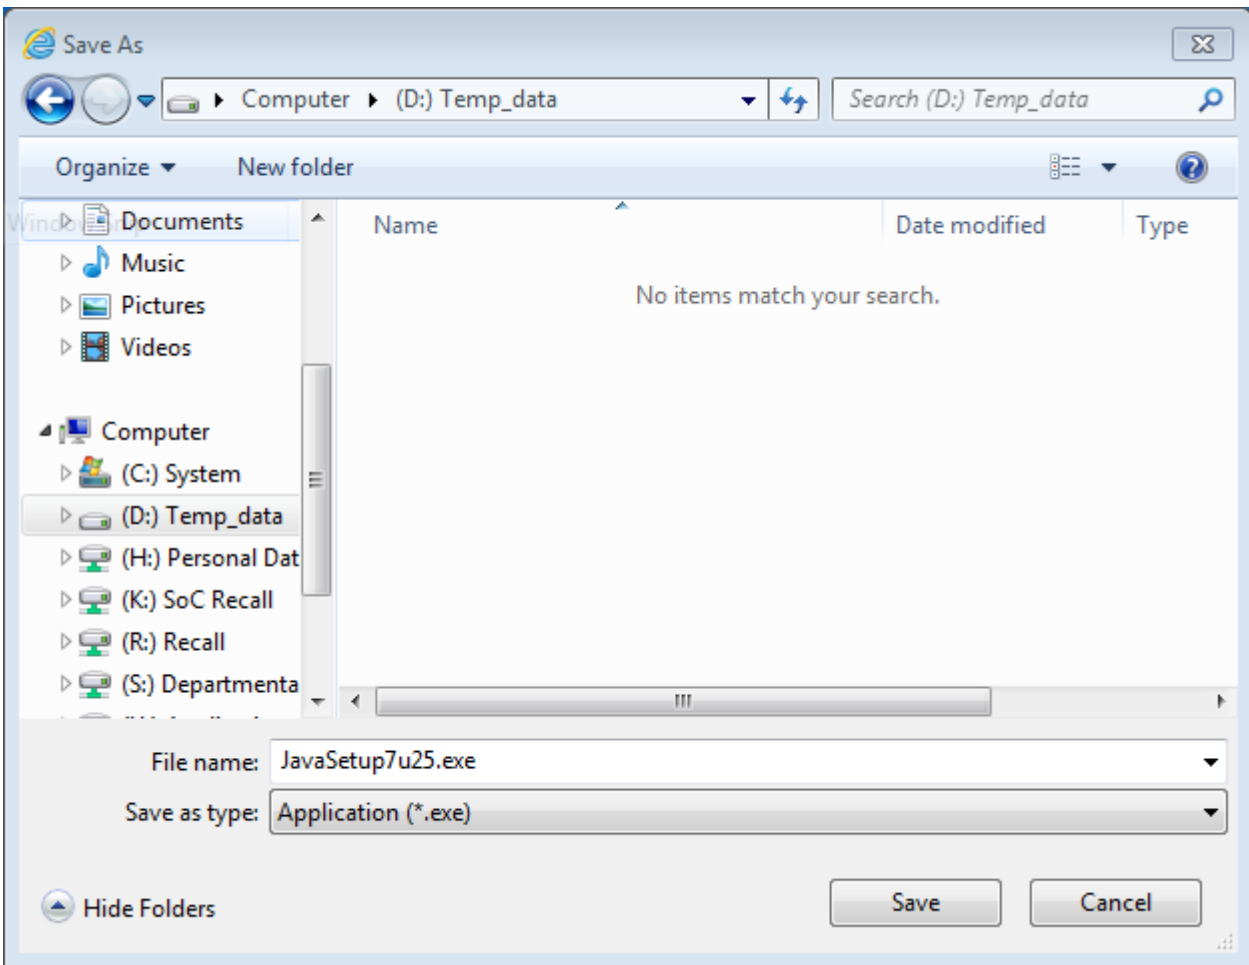 Save As
Computer (D:) Temp_data
Search (D:) Temp_data
Organize
New folder
Documents
Music
Pictures
Videos
Computer
(C:) System
(D:) Temp_data
(H:) Personal Dat
(K:) SoC Recall
(R:) Recall
(S:) Departmenta
Name
Date modified
Type
No items match your search.
File name: JavaSetup7u25.exe
Save as type: Application (*.exe)
Hide Folders
Save
Cancel